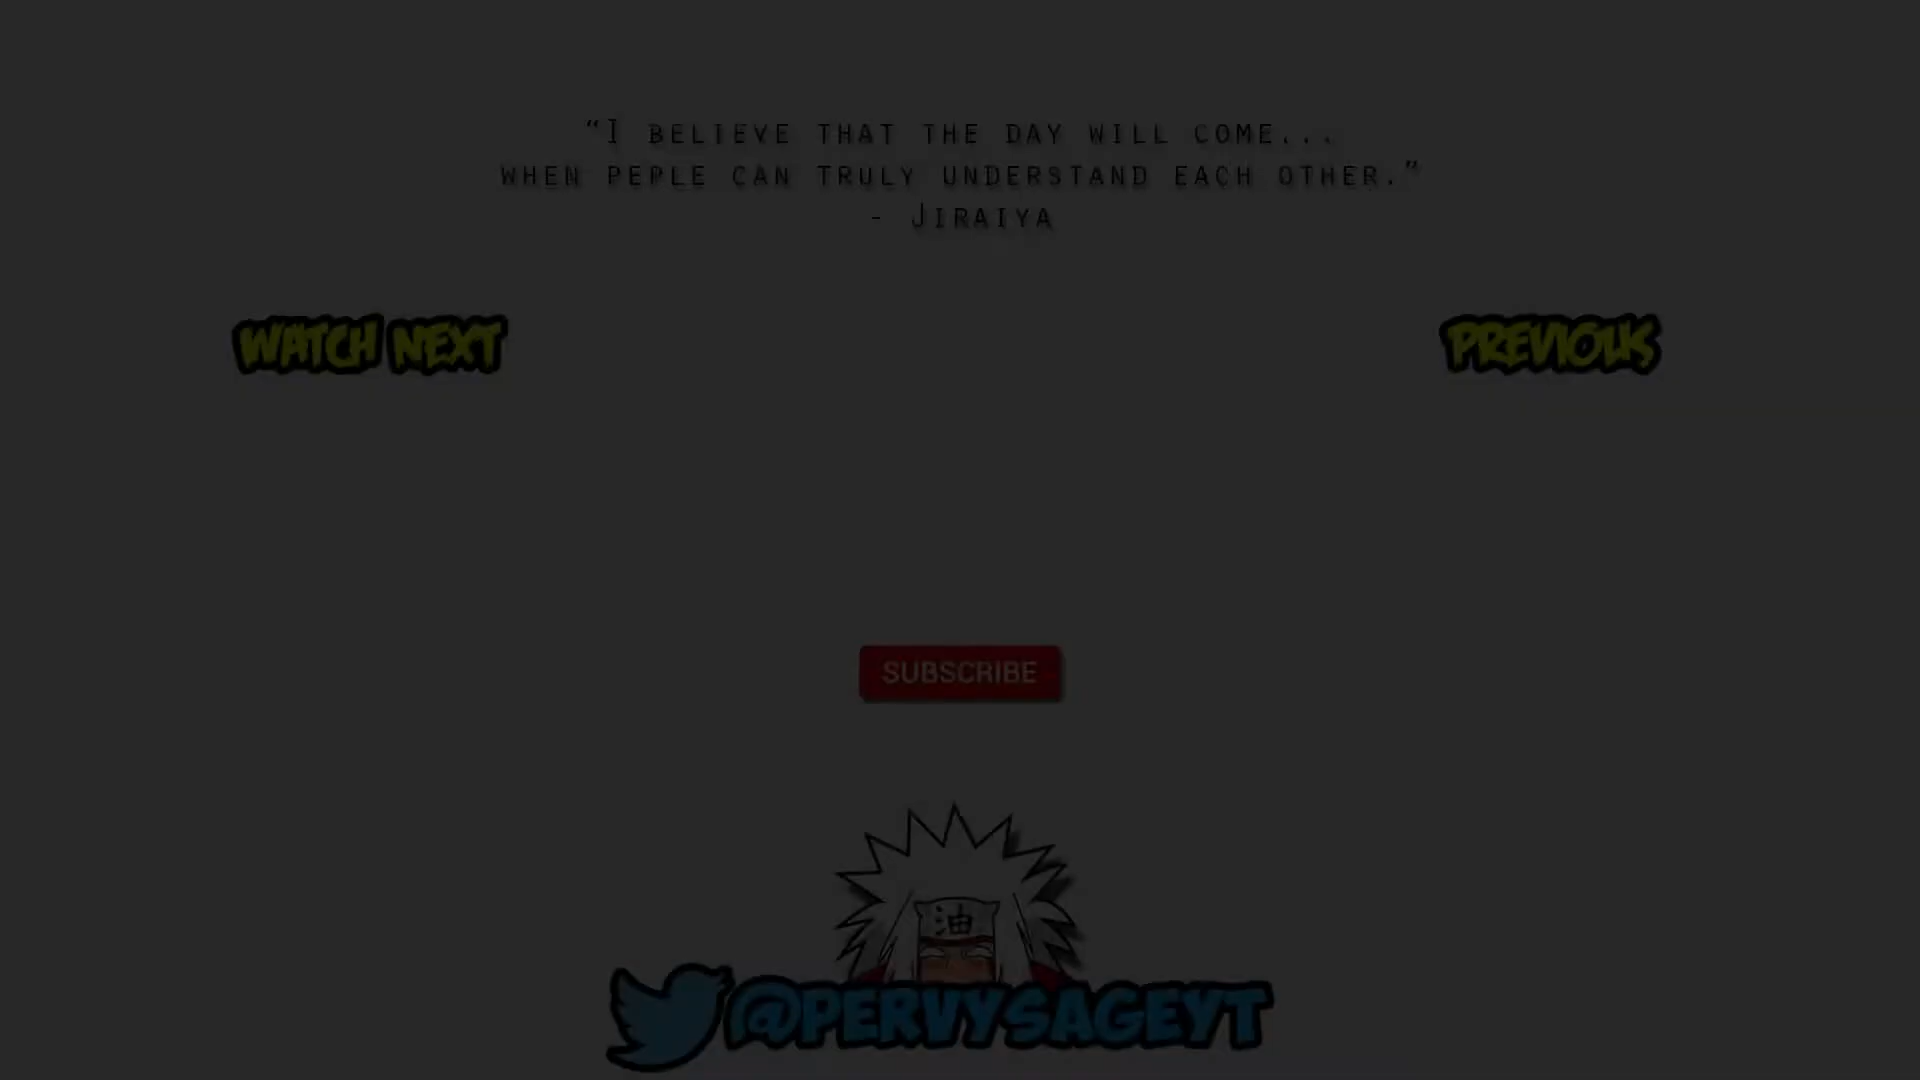 “I BELIEVE THAT THE DAY WILL COME...
WHEN PEPLE CAN TRULY UNDERSTAND EACH OTHER.”
- JIRAIYA
WATCH NEXT
PREVIOUS
SUBSCRIBE
油
@PERVYSAGEYT